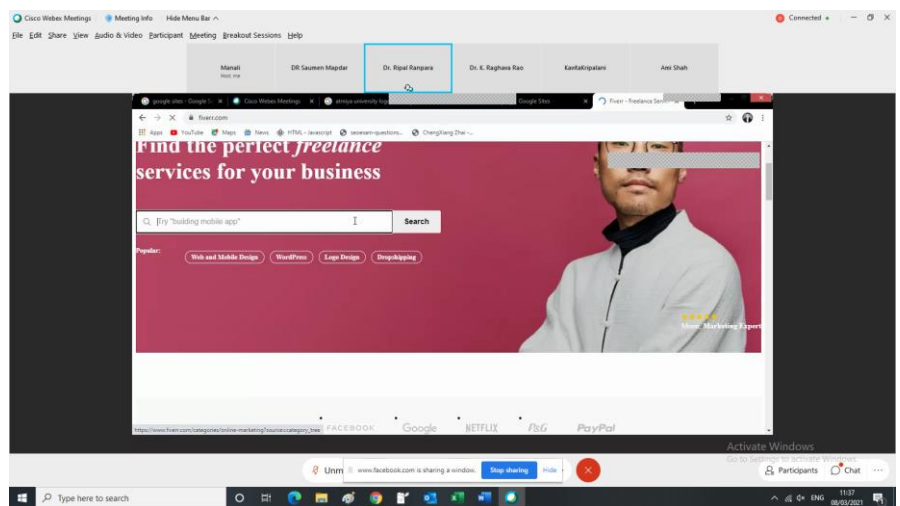 Cisco Webex Meetings Meeting Info Hide Menu Bar Connected
File Edit Share View Audio & Video Participant Meeting Breakout Sessions Help
Manali DR Saumen Mapdar Dr. Ripal Ranpara Dr. K. Raghava Rao Kavitakripalani Ami Shah
Host, me
google sites - Google S Cisco Webex Meetings atmiya university logo Google Sites Fiverr - Freelance Servi
fiverr.com
Apps YouTube Maps News HTML - Javascript seosears-questions... ChengXiang Zhai -...
Find the perfect freelance
services for your business
Try "building mobile app" Search
Popular:
Web and Mobile Design WordPress Logo Design Dropshipping
Moon, Marketing Expert
FACEBOOK Google NETFLIX P&G PayPal
https://www.fiverr.com/categories/online-marketing?source=category_tree
Activate Windows
Go to Settings to activate Windows.
Unm www.facebook.com is sharing a window. Stop sharing Hide Participants Chat
Type here to search ENG 11:37
08/03/2021